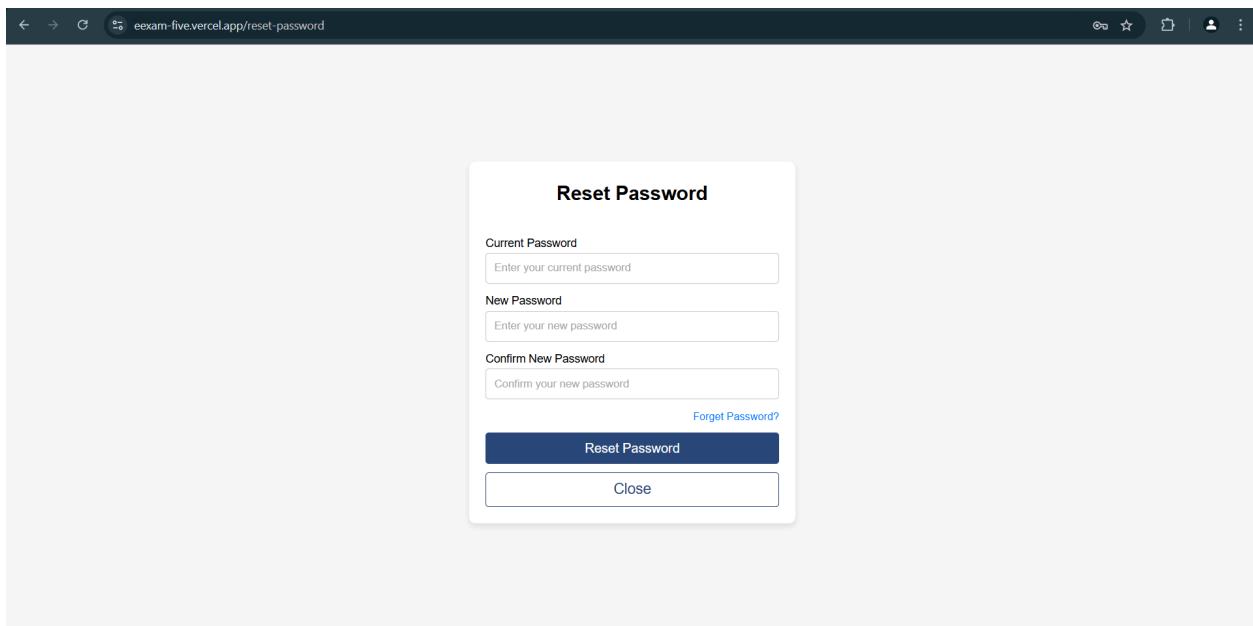 eexam-five.vercel.app/reset-password
Reset Password
Current Password
Enter your current password
New Password
Enter your new password
Confirm New Password
Confirm your new password
Forget Password?
Reset Password
Close